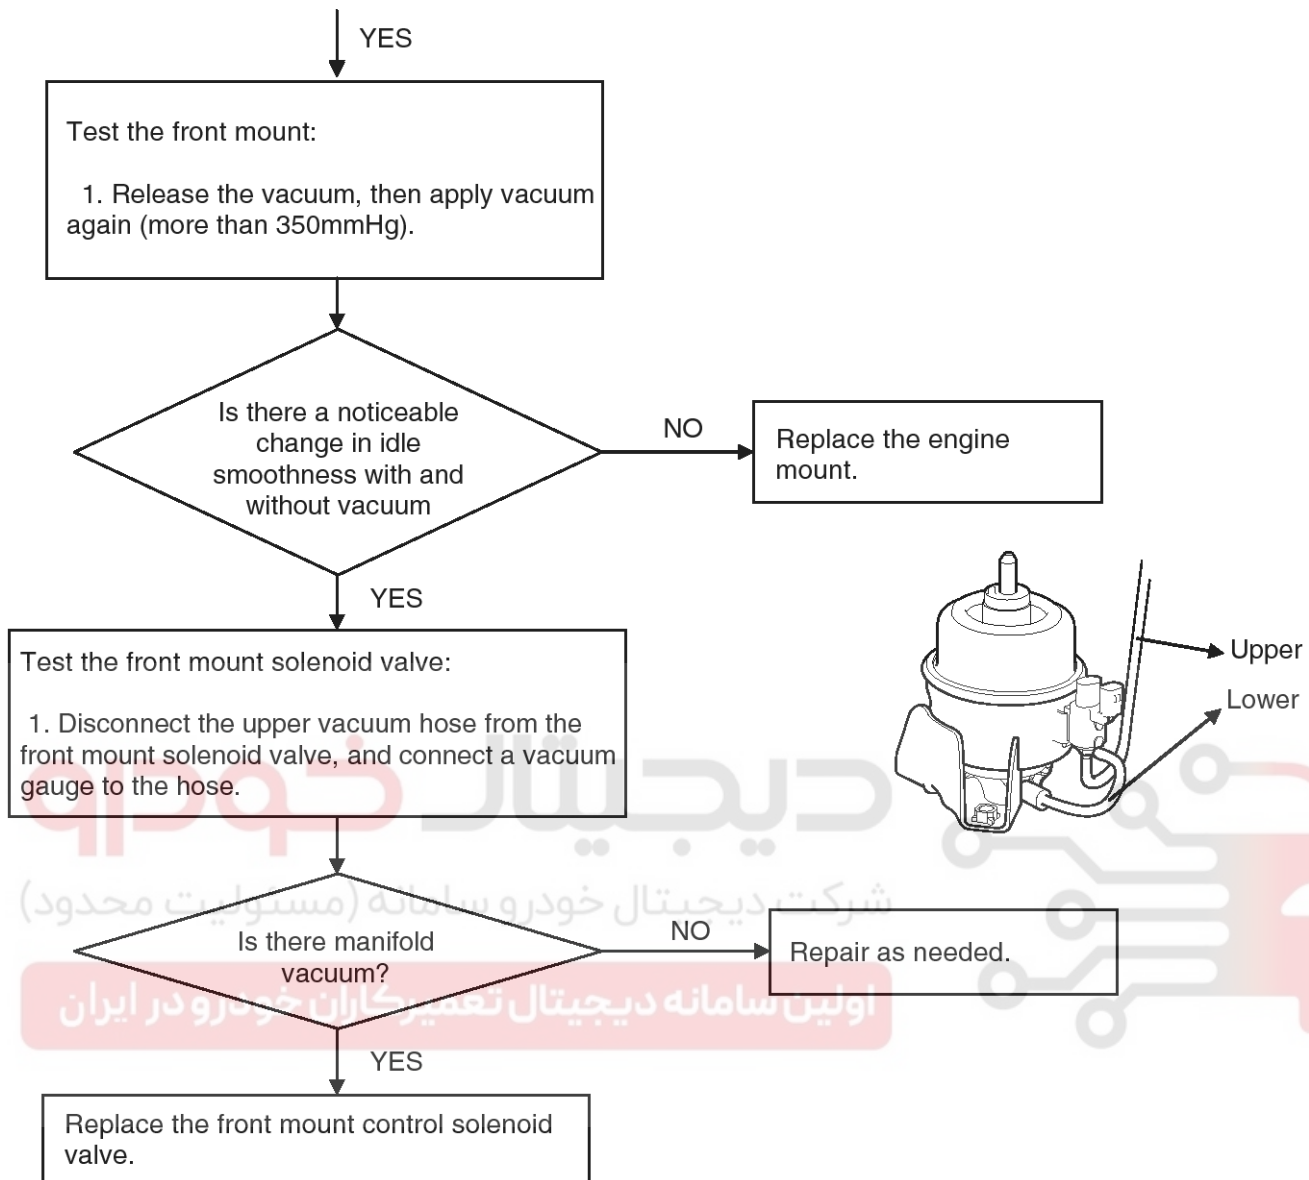 YES
Test the front mount:
1. Release the vacuum, then apply vacuum
again (more than 350mmHg).
Is there a noticeable
change in idle
smoothness with and
without vacuum
NO
Replace the engine
mount.
YES
Test the front mount solenoid valve:
1. Disconnect the upper vacuum hose from the
front mount solenoid valve, and connect a vacuum
gauge to the hose.
Upper
Lower
دیجیتال خودرو
شرکت دیجیتال خودرو سامانه (مسئولیت محدود)
Is there manifold
vacuum?
NO
Repair as needed.
اولین سامانه دیجیتال تعمیرکاران خودرو در ایران
YES
Replace the front mount control solenoid
valve.